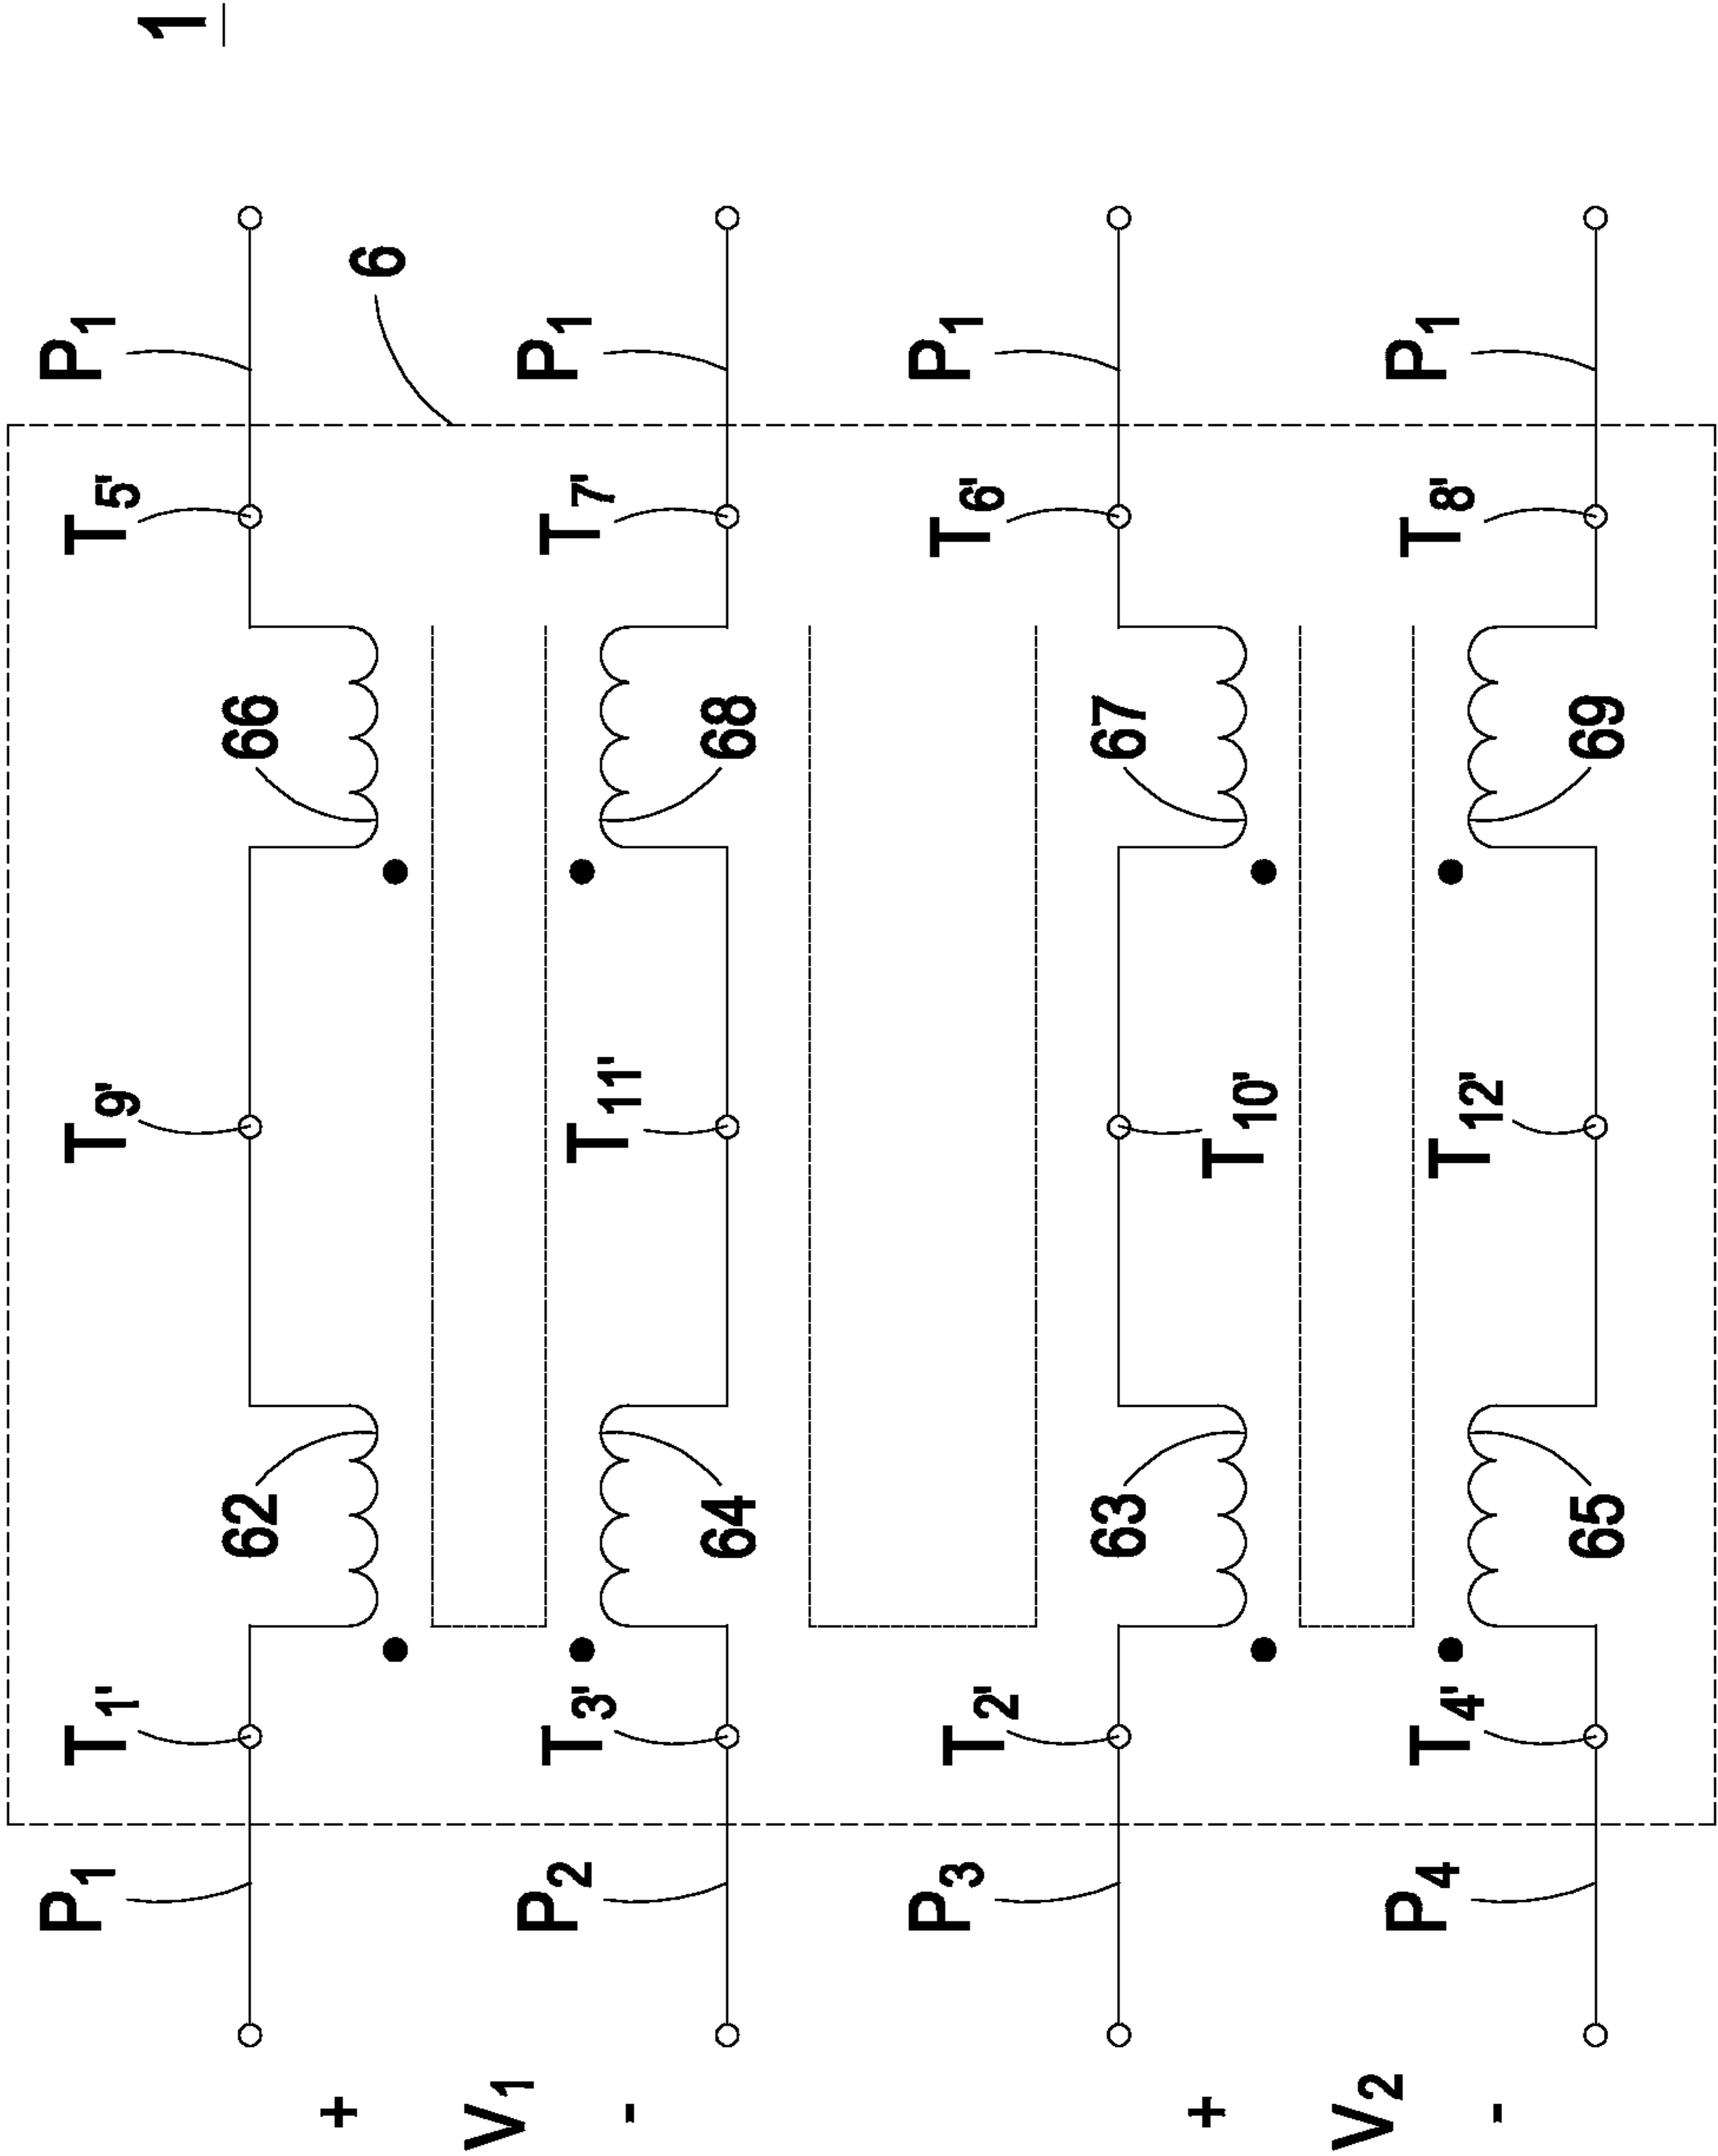 P1 T1' T9' T5' P1
1
62 66
+ 6
V1 P2 T3' T11' T7' P1
-
64 68
P3 T2' T6' P1
63 67
+ T10'
V2 P4 T4' T12' T8' P1
-
65 69